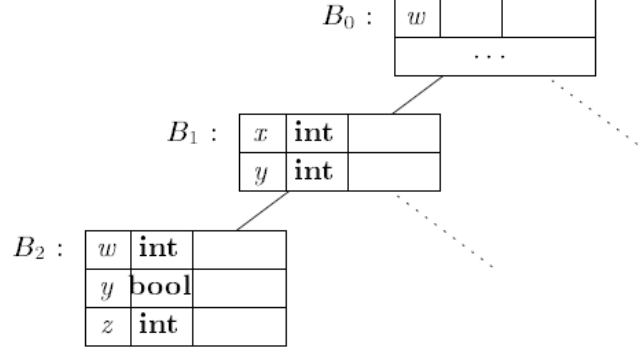 B₀ : w
...
B₁ : x int
y int
B₂ : w int
y bool
z int